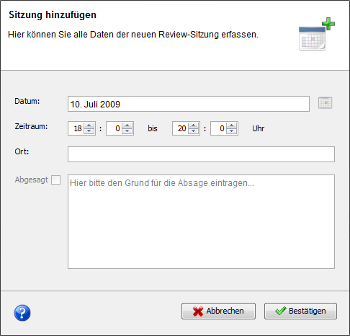 Sitzung hinzufügen
Hier können Sie alle Daten der neuen Review-Sitzung erfassen.
Datum: 10. Juli 2009
Zeitraum: 18 : 0 bis 20 : 0 Uhr
Ort:
Abgesagt Hier bitte den Grund für die Absage eintragen...
? Abbrechen Bestätigen